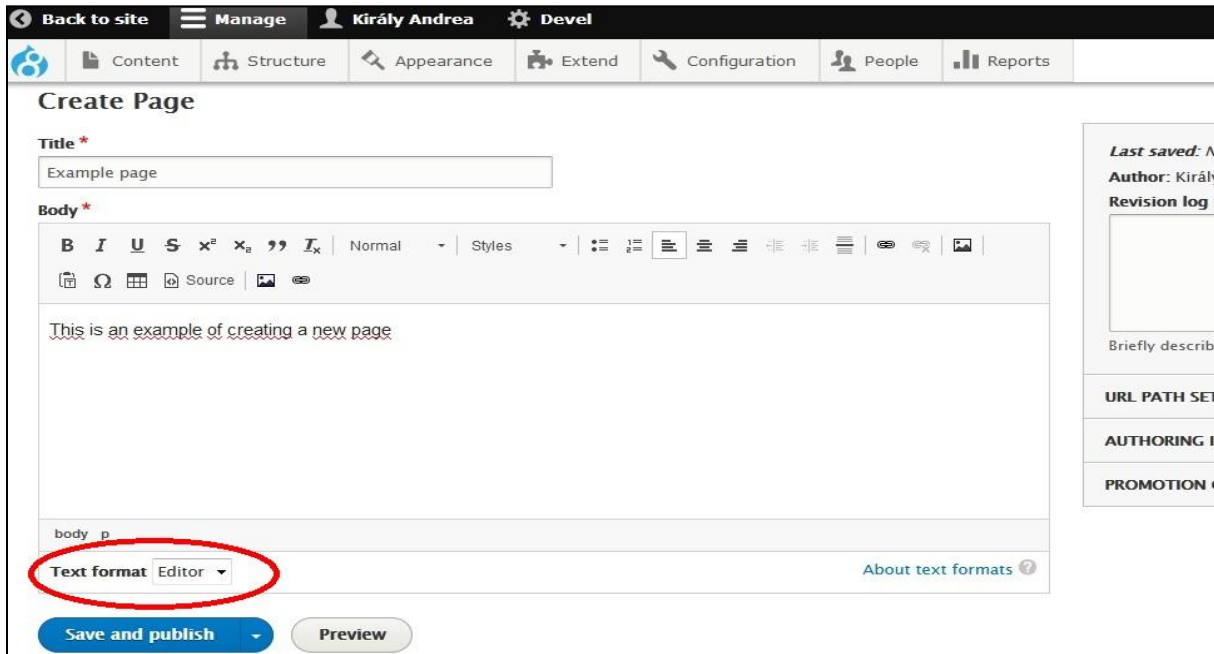 Back to site Manage Király Andrea Devel
Content Structure Appearance Extend Configuration People Reports
Create Page
Title *
Example page
Body *
B I U S x² x₂ ,, Tx Normal Styles
Ω Source
This is an example of creating a new page
body p
Text format Editor
About text formats ?
Save and publish
Preview
Last saved:
Author: Király
Revision log
Briefly describ
URL PATH SET
AUTHORING
PROMOTION